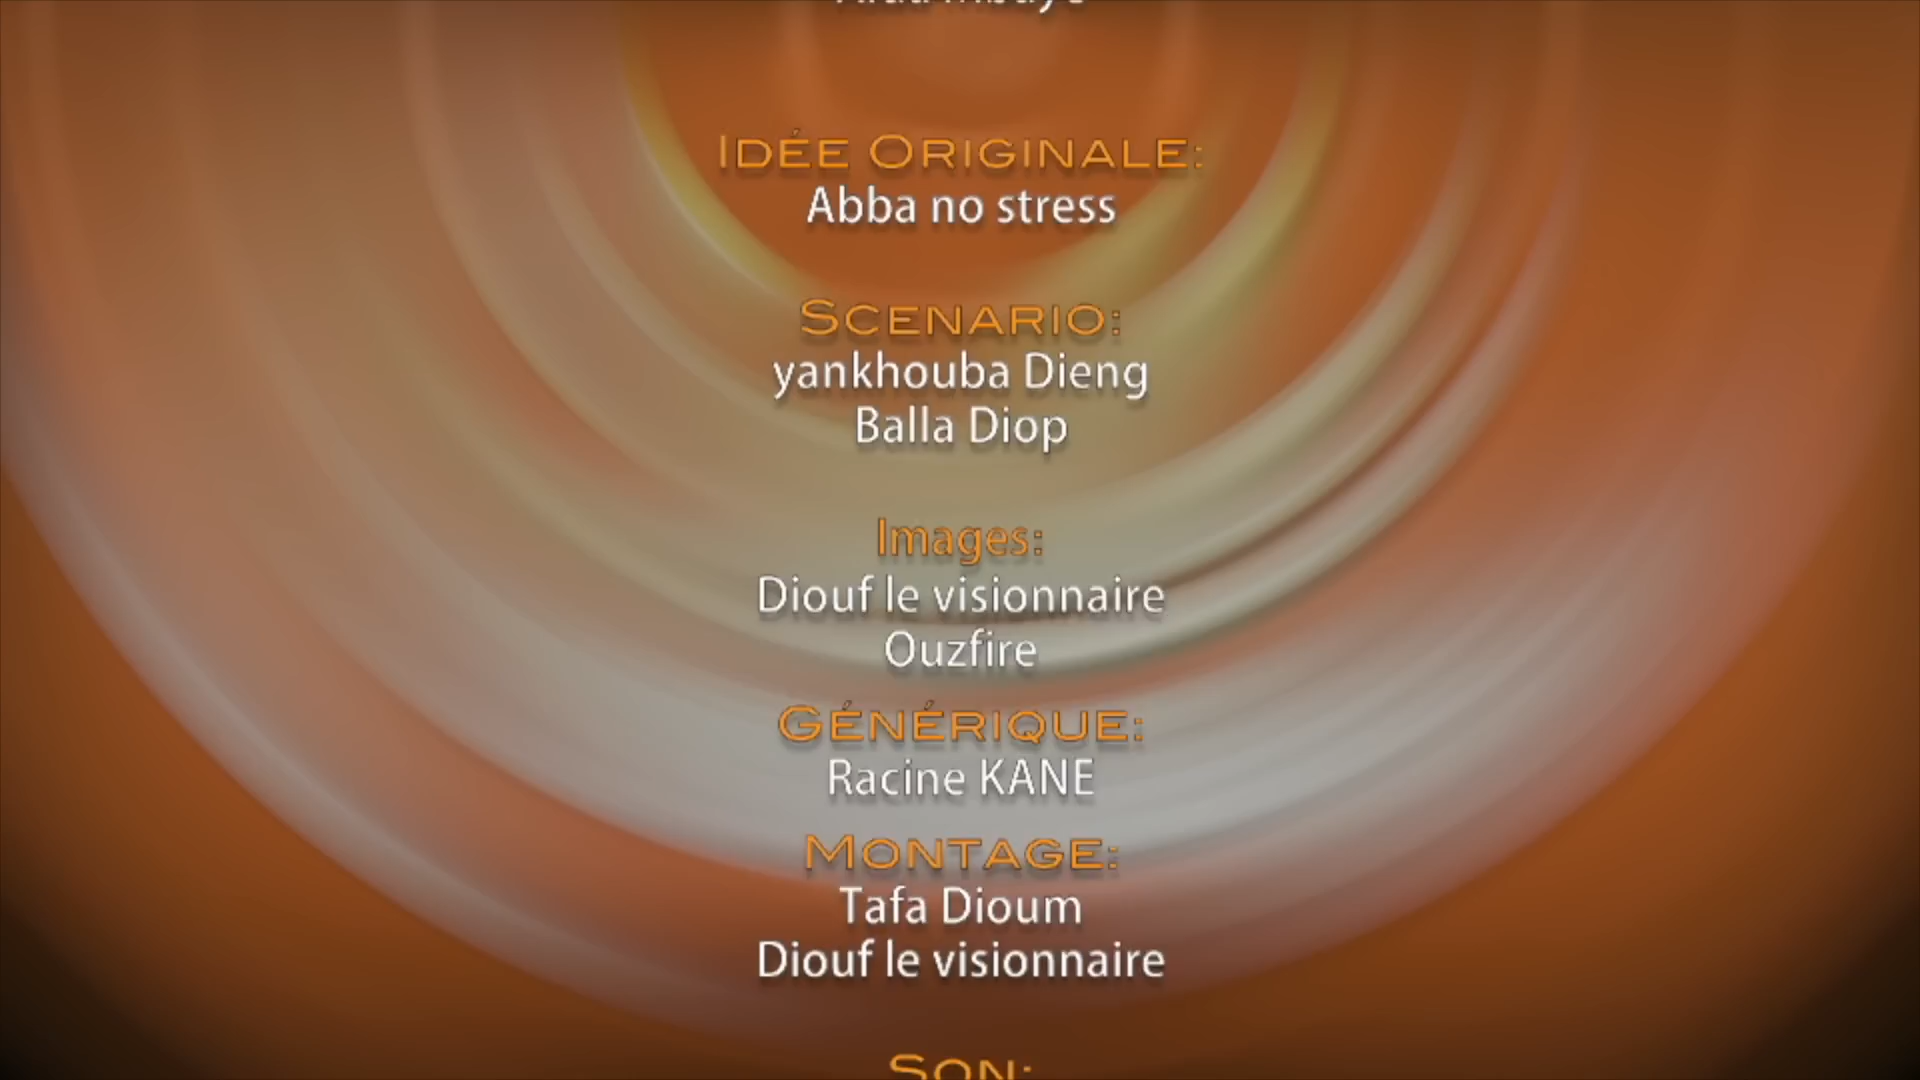 IDÉE ORIGINALE:
Abba no stress
SCENARIO:
yankhouba Dieng
Balla Diop
Images:
Diouf le visionnaire
Ouzfire
GÉNÉRIQUE:
Racine KANE
MONTAGE:
Tafa Dioum
Diouf le visionnaire
SON: